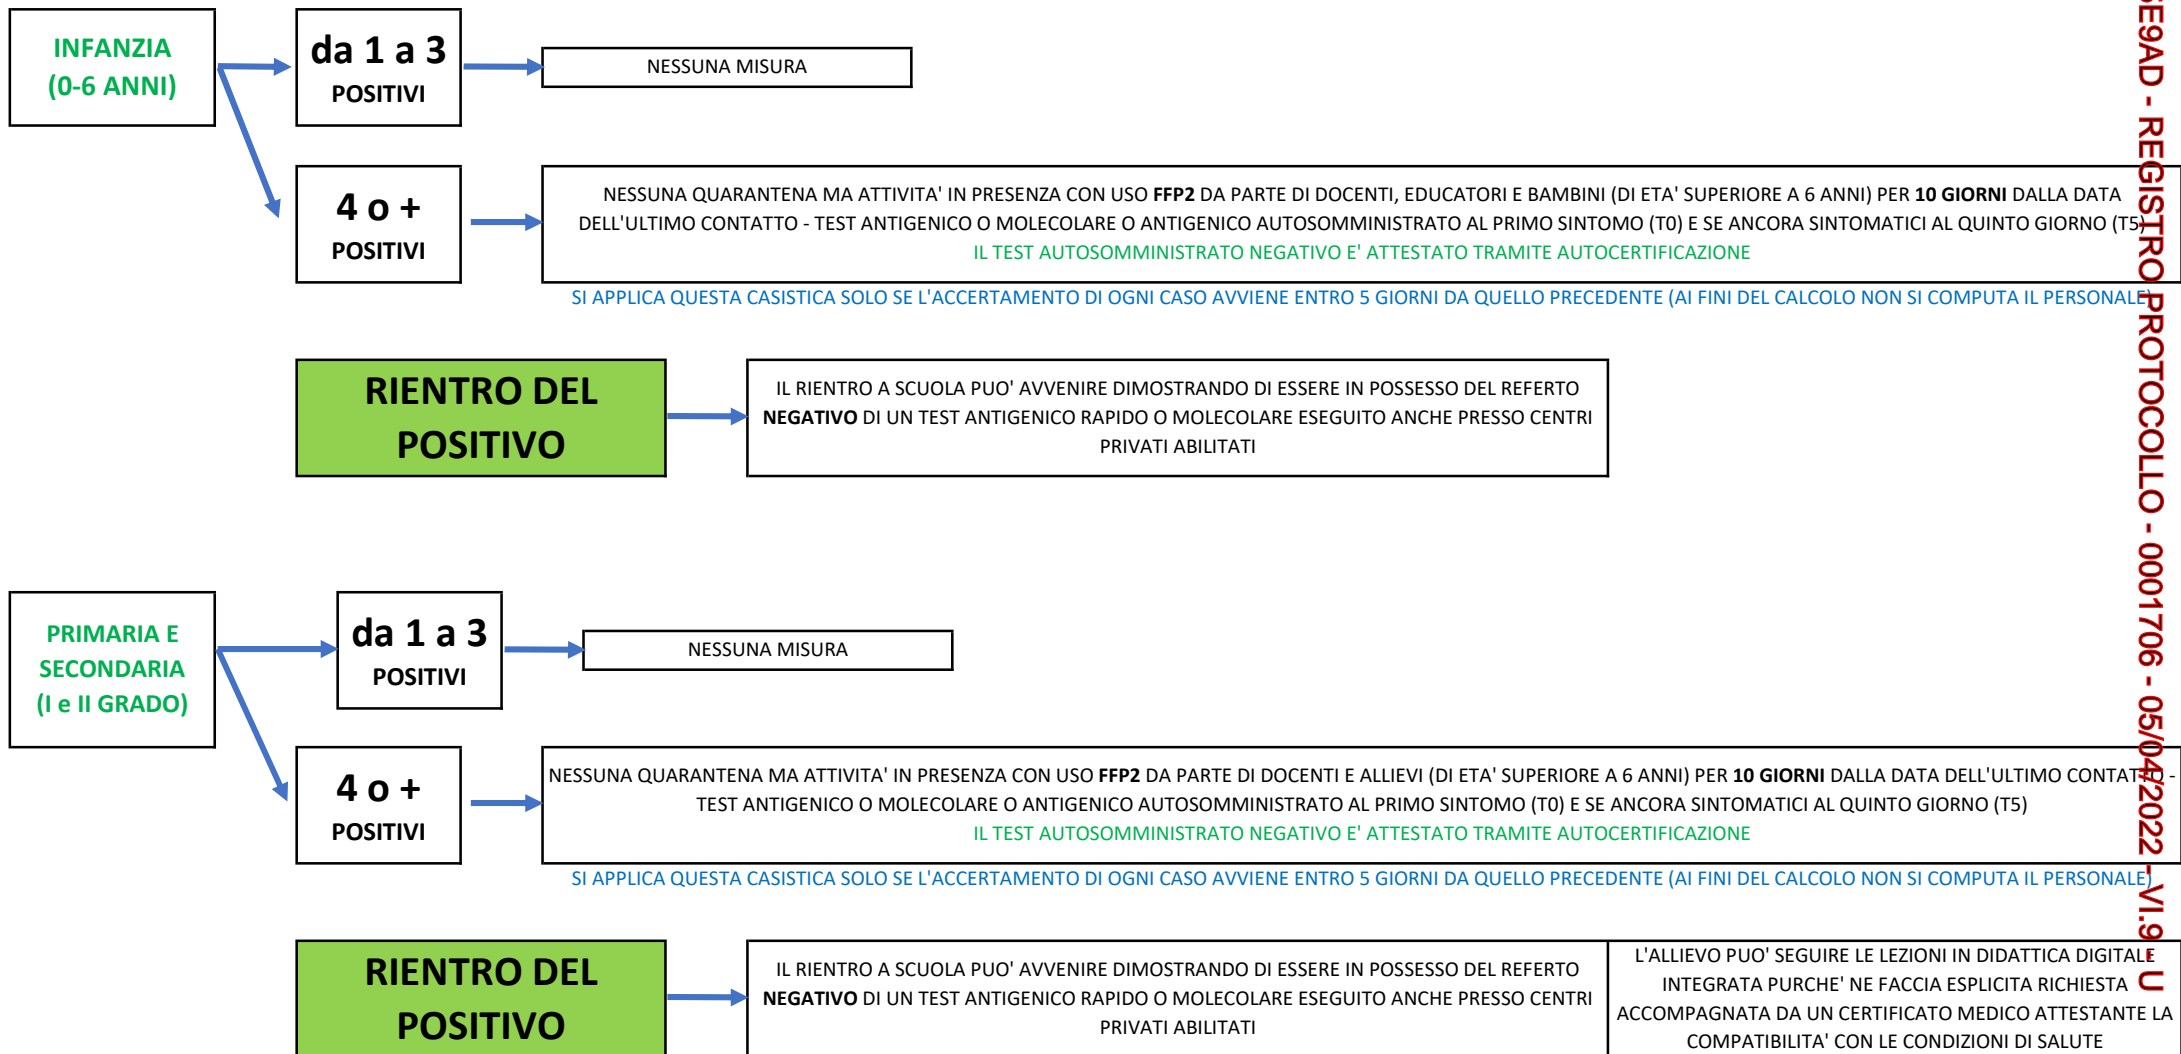 INFANZIA
(0-6 ANNI)
da 1 a 3
POSITIVI
NESSUNA MISURA
4 o +
POSITIVI
NESSUNA QUARANTENA MA ATTIVITA' IN PRESENZA CON USO FFP2 DA PARTE DI DOCENTI, EDUCATORI E BAMBINI (DI ETA' SUPERIORE A 6 ANNI) PER 10 GIORNI DALLA DATA
DELL'ULTIMO CONTATTO - TEST ANTIGENICO O MOLECOLARE O ANTIGENICO AUTOSOMMINISTRATO AL PRIMO SINTOMO (T0) E SE ANCORA SINTOMATICI AL QUINTO GIORNO (T5)
IL TEST AUTOSOMMINISTRATO NEGATIVO E' ATTESTATO TRAMITE AUTOCERTIFICAZIONE
SI APPLICA QUESTA CASISTICA SOLO SE L'ACCERTAMENTO DI OGNI CASO AVVIENE ENTRO 5 GIORNI DA QUELLO PRECEDENTE (AI FINI DEL CALCOLO NON SI COMPUTA IL PERSONALE)
RIENTRO DEL
POSITIVO
IL RIENTRO A SCUOLA PUO' AVVENIRE DIMOSTRANDO DI ESSERE IN POSSESSO DEL REFERTO
NEGATIVO DI UN TEST ANTIGENICO RAPIDO O MOLECOLARE ESEGUITO ANCHE PRESSO CENTRI
PRIVATI ABILITATI
PRIMARIA E
SECONDARIA
(I e II GRADO)
da 1 a 3
POSITIVI
NESSUNA MISURA
4 o +
POSITIVI
NESSUNA QUARANTENA MA ATTIVITA' IN PRESENZA CON USO FFP2 DA PARTE DI DOCENTI E ALLIEVI (DI ETA' SUPERIORE A 6 ANNI) PER 10 GIORNI DALLA DATA DELL'ULTIMO CONTATTO -
TEST ANTIGENICO O MOLECOLARE O ANTIGENICO AUTOSOMMINISTRATO AL PRIMO SINTOMO (T0) E SE ANCORA SINTOMATICI AL QUINTO GIORNO (T5)
IL TEST AUTOSOMMINISTRATO NEGATIVO E' ATTESTATO TRAMITE AUTOCERTIFICAZIONE
SI APPLICA QUESTA CASISTICA SOLO SE L'ACCERTAMENTO DI OGNI CASO AVVIENE ENTRO 5 GIORNI DA QUELLO PRECEDENTE (AI FINI DEL CALCOLO NON SI COMPUTA IL PERSONALE)
RIENTRO DEL
POSITIVO
IL RIENTRO A SCUOLA PUO' AVVENIRE DIMOSTRANDO DI ESSERE IN POSSESSO DEL REFERTO
NEGATIVO DI UN TEST ANTIGENICO RAPIDO O MOLECOLARE ESEGUITO ANCHE PRESSO CENTRI
PRIVATI ABILITATI
L'ALLIEVO PUO' SEGUIRE LE LEZIONI IN DIDATTICA DIGITALE
INTEGRATA PURCHE' NE FACCIA ESPLICITA RICHIESTA
ACCOMPAGNATA DA UN CERTIFICATO MEDICO ATTESTANTE LA
COMPATIBILITA' CON LE CONDIZIONI DI SALUTE
5E9AD - REGISTRO PROTOCOLLO - 0001706 - 05/04/2022 - VI.9 - U